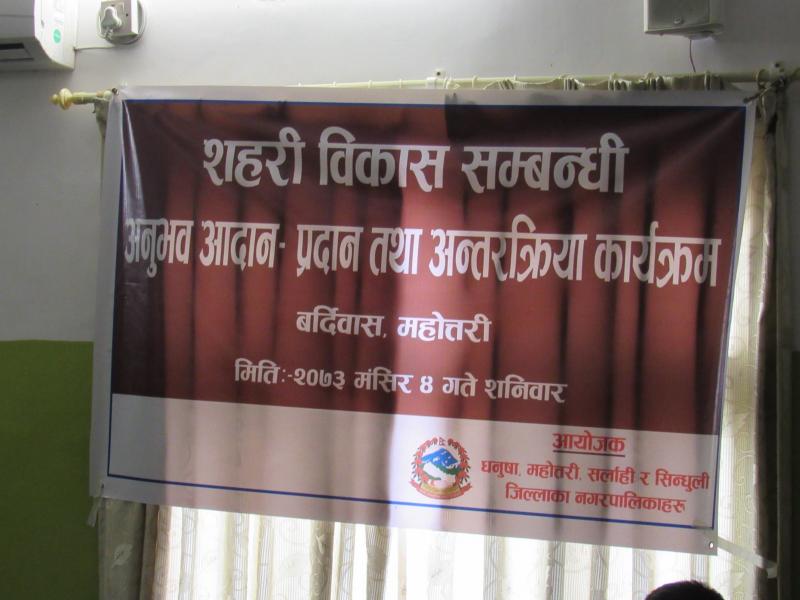 शहरी विकास सम्बन्धी
अनुभव आदान- प्रदान तथा अन्तरक्रिया कार्यक्रम
बर्दिवास, महोत्तरी
मिति:-२०७३ मंसिर ४ गते शनिवार
आयोजक
धनुषा, महोत्तरी, सर्लाही र सिन्धुली
जिल्लाका नगरपालिकाहरू